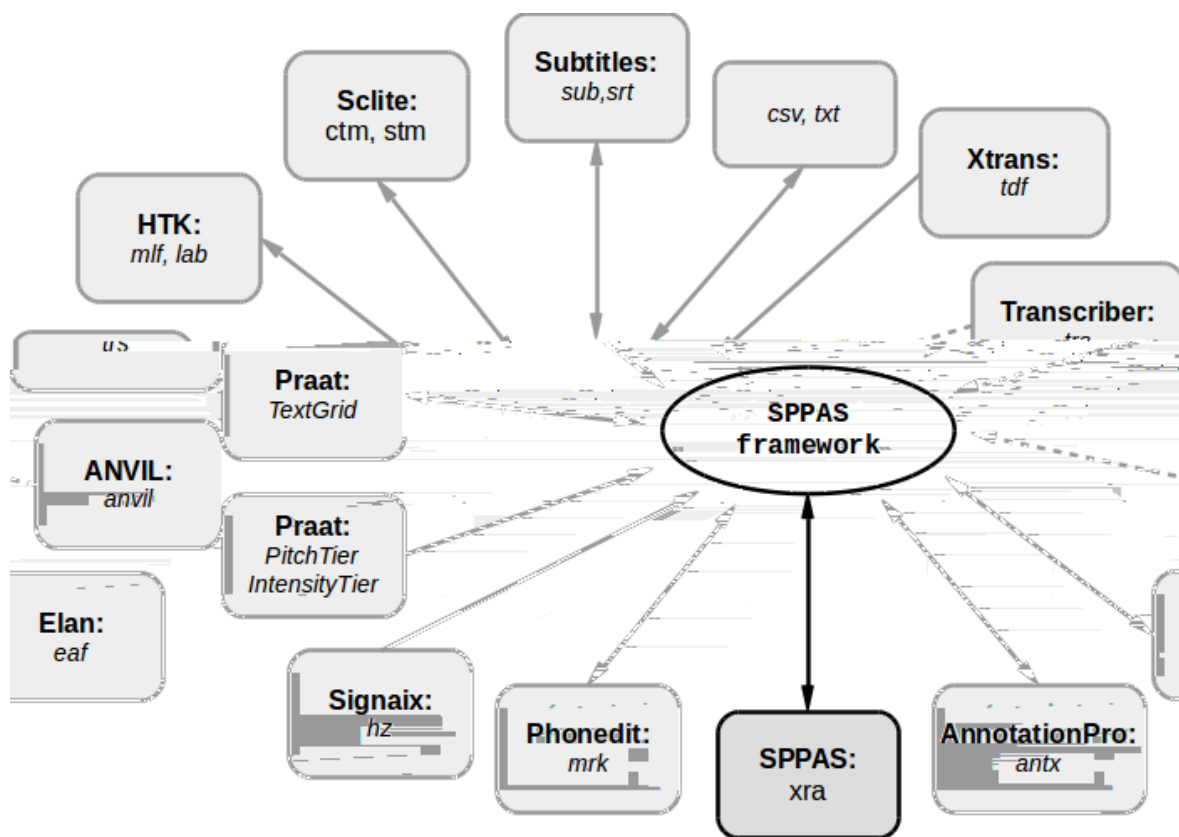 Subtitles:
sub,srt
Sclite:
ctm, stm
csv, txt
Xtrans:
tdf
HTK:
mlf, lab
Transcriber:
Praat:
TextGrid
SPPAS
framework
ANVIL:
anvil
Praat:
PitchTier
IntensityTier
Elan:
eaf
Signaix:
hz
Phonedit:
mrk
SPPAS:
xra
AnnotationPro:
antx